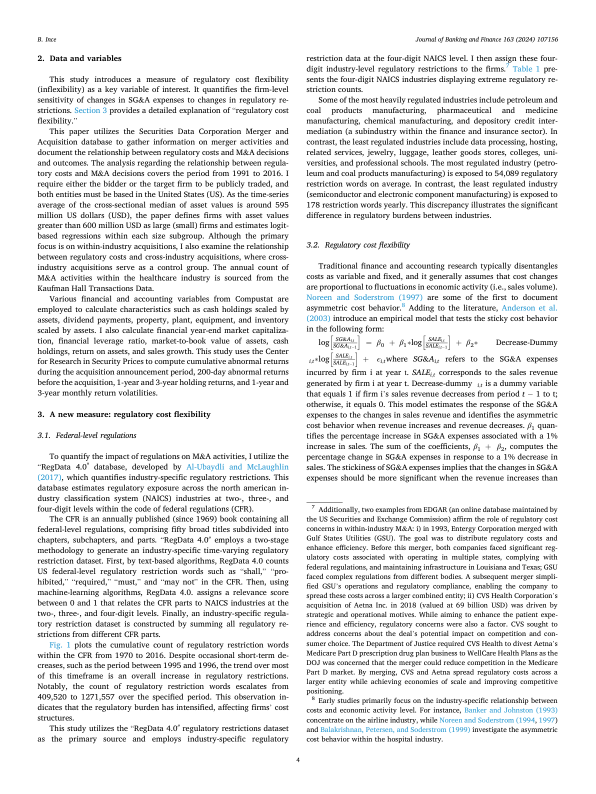 B. Ince
Journal of Banking and Finance 163 (2024) 107156
2. Data and variables
This study introduces a measure of regulatory cost flexibility
(inflexibility) as a key variable of interest. It quantifies the firm-level
sensitivity of changes in SG&A expenses to changes in regulatory re-
strictions. Section 3 provides a detailed explanation of “regulatory cost
flexibility.”
This paper utilizes the Securities Data Corporation Merger and
Acquisition database to gather information on merger activities and
document the relationship between regulatory costs and M&A decisions
and outcomes. The analysis regarding the relationship between regula-
tory costs and M&A decisions covers the period from 1991 to 2016. I
require either the bidder or the target firm to be publicly traded, and
both entities must be based in the United States (US). As the time-series
average of the cross-sectional median of asset values is around 595
million US dollars (USD), the paper defines firms with asset values
greater than 600 million USD as large (small) firms and estimates logit-
based regressions within each size subgroup. Although the primary
focus is on within-industry acquisitions, I also examine the relationship
between regulatory costs and cross-industry acquisitions, where cross-
industry acquisitions serve as a control group. The annual count of
M&A activities within the healthcare industry is sourced from the
Kaufman Hall Transactions Data.
Various financial and accounting variables from Compustat are
employed to calculate characteristics such as cash holdings scaled by
assets, dividend payments, property, plant, equipment, and inventory
scaled by assets. I also calculate financial year-end market capitaliza-
tion, financial leverage ratio, market-to-book value of assets, cash
holdings, return on assets, and sales growth. This study uses the Center
for Research in Security Prices to compute cumulative abnormal returns
during the acquisition announcement period, 200-day abnormal returns
before the acquisition, 1-year and 3-year holding returns, and 1-year and
3-year monthly return volatilities.
3. A new measure: regulatory cost flexibility
3.1. Federal-level regulations
To quantify the impact of regulations on M&A activities, I utilize the
“RegData 4.0” database, developed by Al-Ubaydli and McLaughlin
(2017), which quantifies industry-specific regulatory restrictions. This
database estimates regulatory exposure across the north american in-
dustry classification system (NAICS) industries at two-, three-, and
four-digit levels within the code of federal regulations (CFR).
The CFR is an annually published (since 1969) book containing all
federal-level regulations, comprising fifty broad titles subdivided into
chapters, subchapters, and parts. “RegData 4.0” employs a two-stage
methodology to generate an industry-specific time-varying regulatory
restriction dataset. First, by text-based algorithms, RegData 4.0 counts
US federal-level regulatory restriction words such as “shall,” “pro-
hibited,” “required,” “must,” and “may not” in the CFR. Then, using
machine-learning algorithms, RegData 4.0. assigns a relevance score
between 0 and 1 that relates the CFR parts to NAICS industries at the
two-, three-, and four-digit levels. Finally, an industry-specific regula-
tory restriction dataset is constructed by summing all regulatory re-
strictions from different CFR parts.
Fig. 1 plots the cumulative count of regulatory restriction words
within the CFR from 1970 to 2016. Despite occasional short-term de-
creases, such as the period between 1995 and 1996, the trend over most
of this timeframe is an overall increase in regulatory restrictions.
Notably, the count of regulatory restriction words escalates from
409,520 to 1271,557 over the specified period. This observation in-
dicates that the regulatory burden has intensified, affecting firms’ cost
structures.
This study utilizes the “RegData 4.0” regulatory restrictions dataset
as the primary source and employs industry-specific regulatory
restriction data at the four-digit NAICS level. I then assign these four-
digit industry-level regulatory restrictions to the firms.7 Table 1 pre-
sents the four-digit NAICS industries displaying extreme regulatory re-
striction counts.
Some of the most heavily regulated industries include petroleum and
coal products manufacturing, pharmaceutical and medicine
manufacturing, chemical manufacturing, and depository credit inter-
mediation (a subindustry within the finance and insurance sector). In
contrast, the least regulated industries include data processing, hosting,
related services, jewelry, luggage, leather goods stores, colleges, uni-
versities, and professional schools. The most regulated industry (petro-
leum and coal products manufacturing) is exposed to 54,089 regulatory
restriction words on average. In contrast, the least regulated industry
(semiconductor and electronic component manufacturing) is exposed to
178 restriction words yearly. This discrepancy illustrates the significant
difference in regulatory burdens between industries.
3.2. Regulatory cost flexibility
Traditional finance and accounting research typically disentangles
costs as variable and fixed, and it generally assumes that cost changes
are proportional to fluctuations in economic activity (i.e., sales volume).
Noreen and Soderstrom (1997) are some of the first to document
asymmetric cost behavior.8 Adding to the literature, Anderson et al.
(2003) introduce an empirical model that tests the sticky cost behavior
in the following form:
log[SG&Ai,t / SG&Ai,t−1] = β0 + β1*log[SALEi,t / SALEi,t−1] + β2* Decrease-Dummy
i,t*log[SALEi,t / SALEi,t−1] + εi,twhere SG&Ai,t refers to the SG&A expenses
incurred by firm i at year t. SALEi,t corresponds to the sales revenue
generated by firm i at year t. Decrease-dummy i,t is a dummy variable
that equals 1 if firm i’s sales revenue decreases from period t − 1 to t;
otherwise, it equals 0. This model estimates the response of the SG&A
expenses to the changes in sales revenue and identifies the asymmetric
cost behavior when revenue increases and revenue decreases. β1 quan-
tifies the percentage increase in SG&A expenses associated with a 1%
increase in sales. The sum of the coefficients, β1 + β2, computes the
percentage change in SG&A expenses in response to a 1% decrease in
sales. The stickiness of SG&A expenses implies that the changes in SG&A
expenses should be more significant when the revenue increases than
7 Additionally, two examples from EDGAR (an online database maintained by
the US Securities and Exchange Commission) affirm the role of regulatory cost
concerns in within-industry M&A: i) in 1993, Entergy Corporation merged with
Gulf States Utilities (GSU). The goal was to distribute regulatory costs and
enhance efficiency. Before this merger, both companies faced significant reg-
ulatory costs associated with operating in multiple states, complying with
federal regulations, and maintaining infrastructure in Louisiana and Texas; GSU
faced complex regulations from different bodies. A subsequent merger simpli-
fied GSU’s operations and regulatory compliance, enabling the company to
spread these costs across a larger combined entity; ii) CVS Health Corporation’s
acquisition of Aetna Inc. in 2018 (valued at 69 billion USD) was driven by
strategic and operational motives. While aiming to enhance the patient expe-
rience and efficiency, regulatory concerns were also a factor. CVS sought to
address concerns about the deal’s potential impact on competition and con-
sumer choice. The Department of Justice required CVS Health to divest Aetna’s
Medicare Part D prescription drug plan business to WellCare Health Plans as the
DOJ was concerned that the merger could reduce competition in the Medicare
Part D market. By merging, CVS and Aetna spread regulatory costs across a
larger entity while achieving economies of scale and improving competitive
positioning.
8 Early studies primarily focus on the industry-specific relationship between
costs and economic activity level. For instance, Banker and Johnston (1993)
concentrate on the airline industry, while Noreen and Soderstrom (1994, 1997)
and Balakrishnan, Petersen, and Soderstrom (1999) investigate the asymmetric
cost behavior within the hospital industry.
4